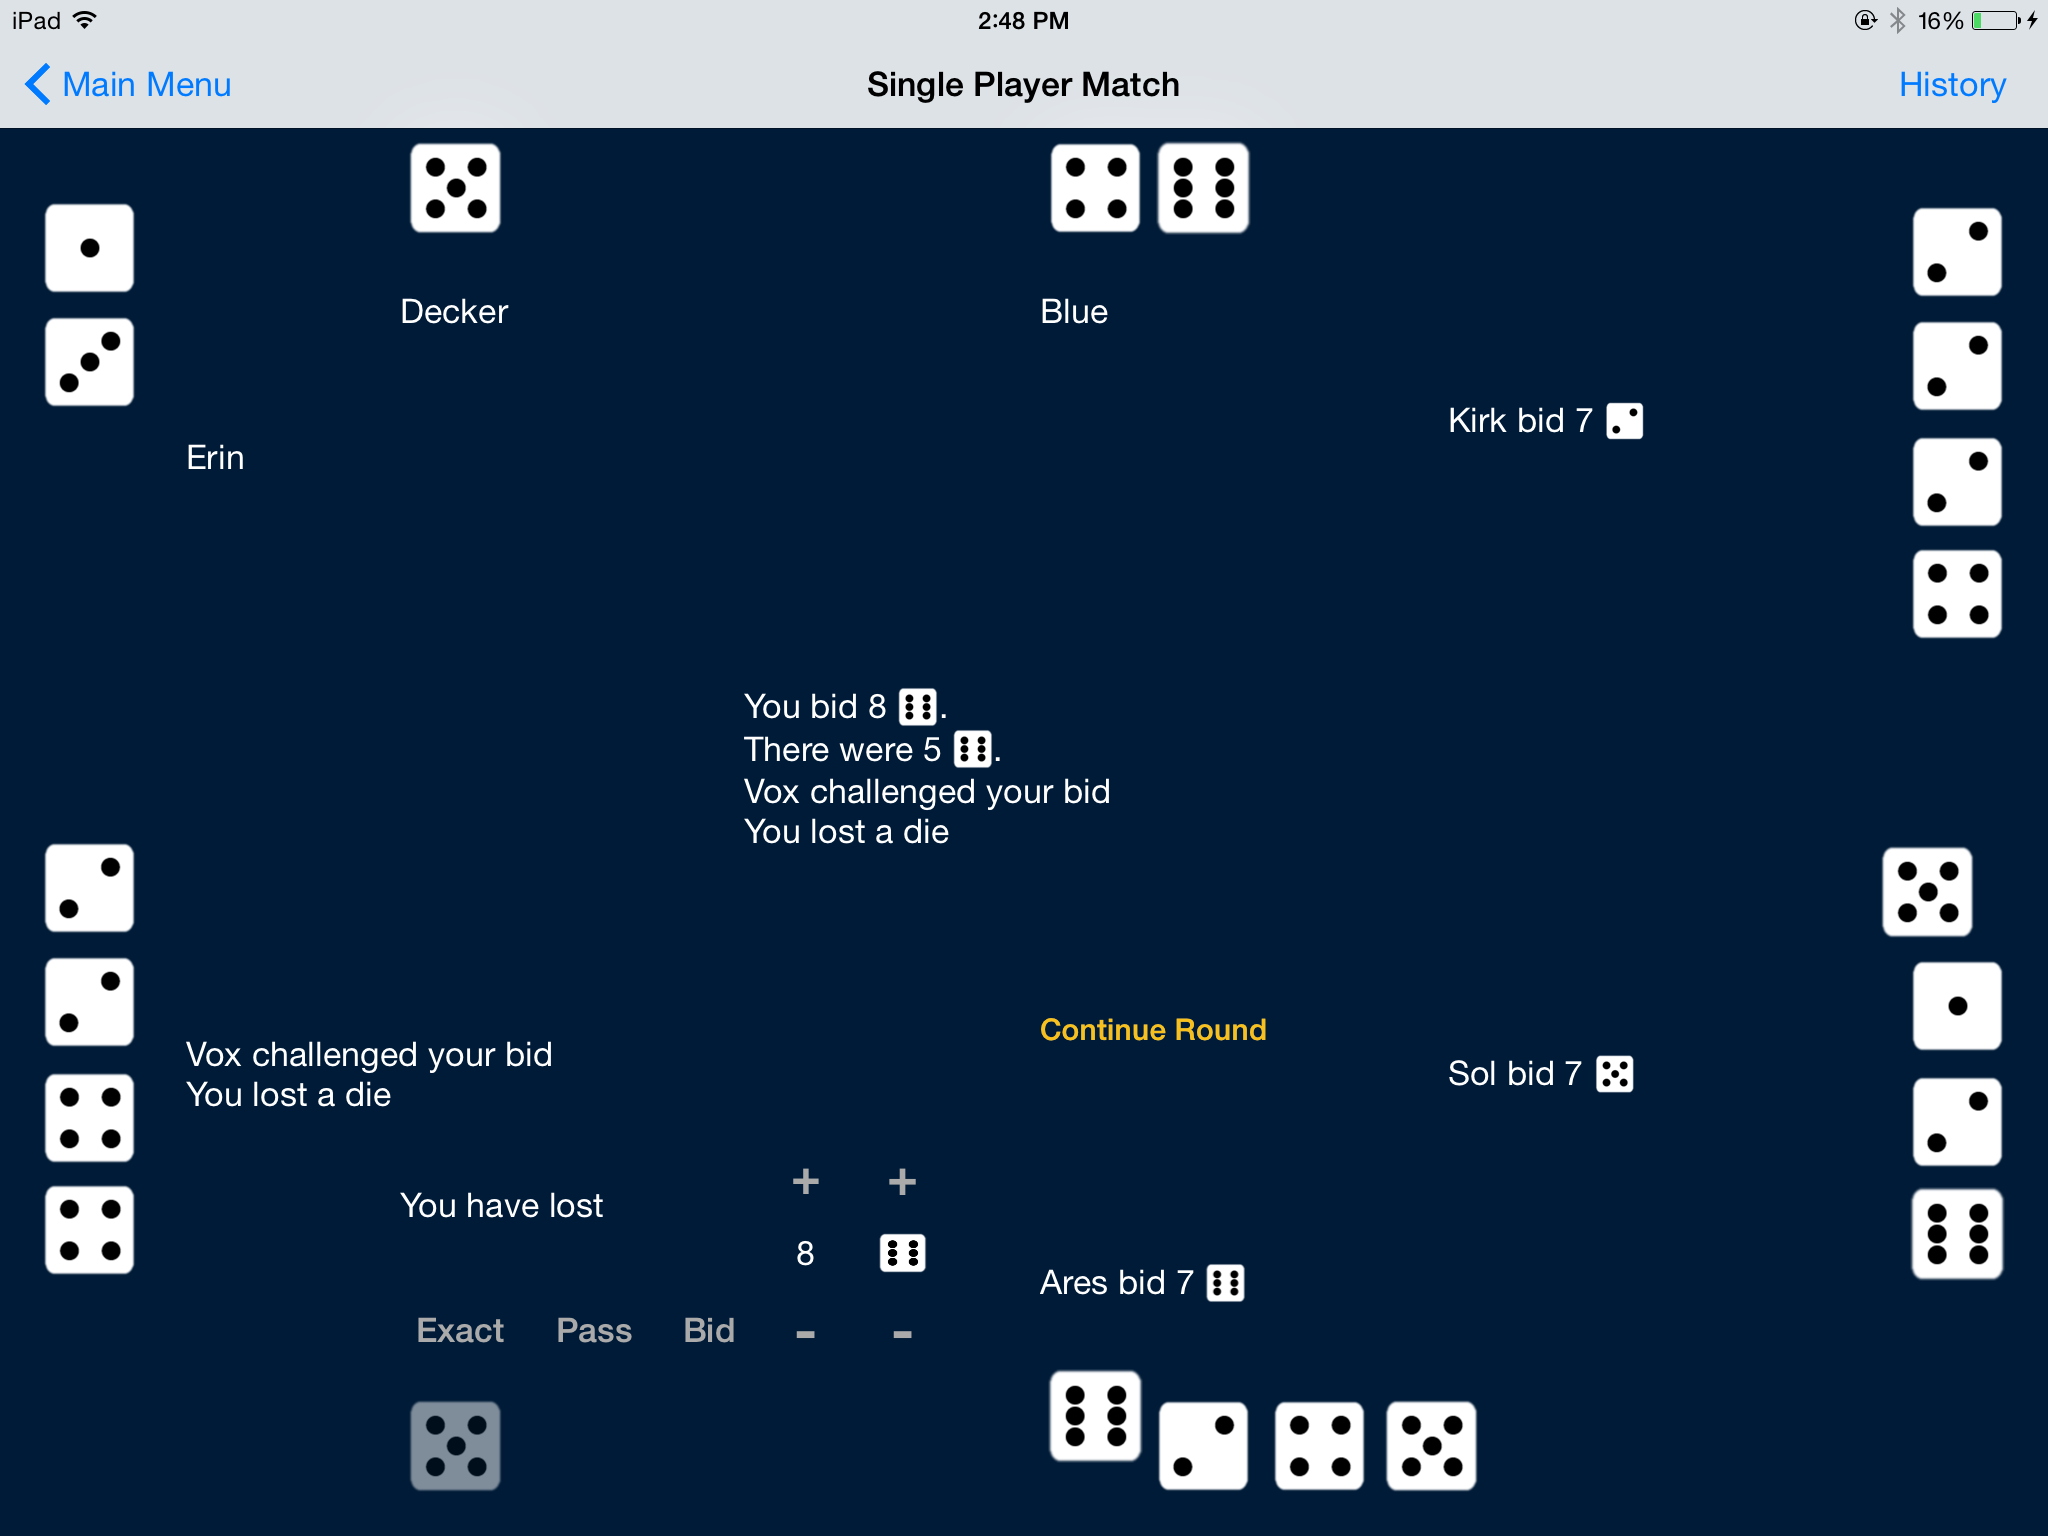 iPad 2:48 PM 16%
Main Menu Single Player Match History
Decker
Blue
Kirk bid 7
Erin
You bid 8 .
There were 5 .
Vox challenged your bid
You lost a die
Continue Round
Vox challenged your bid
You lost a die
Sol bid 7
+ +
You have lost
8
Ares bid 7
Exact Pass Bid - -